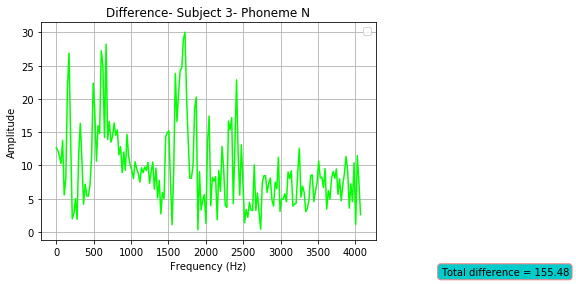 Difference- Subject 3- Phoneme N
30
25
20
15
10
5
0
Amplitude
0 500 1000 1500 2000 2500 3000 3500 4000
Frequency (Hz)
Total difference = 155.48